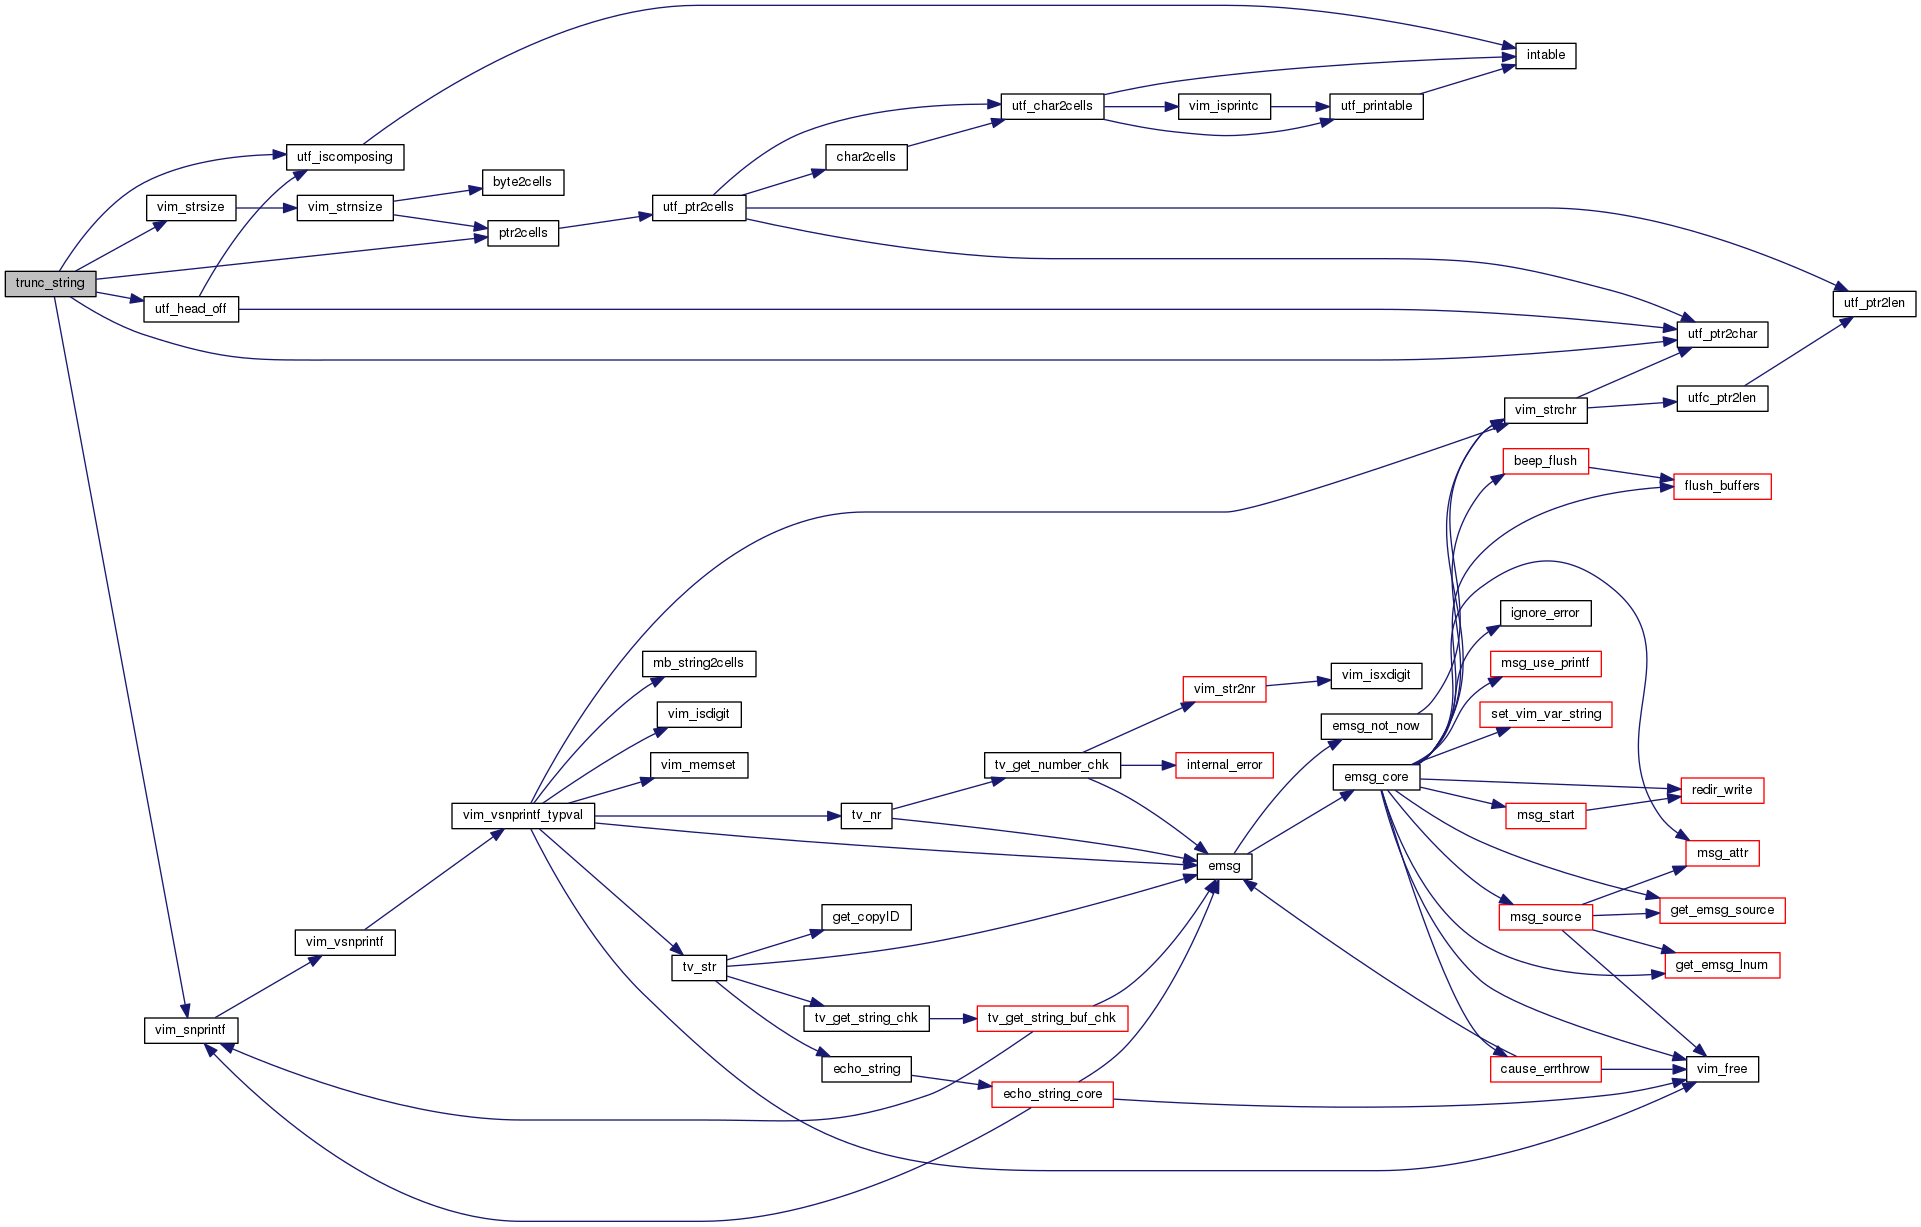 intable
utf_char2cells
vim_isprintc
utf_printable
utf_iscomposing
char2cells
byte2cells
vim_strsize
vim_strnsize
utf_ptr2cells
ptr2cells
trunc_string
utf_head_off
utf_ptr2len
utf_ptr2char
utfc_ptr2len
vim_strchr
beep_flush
flush_buffers
ignore_error
mb_string2cells
msg_use_printf
vim_isxdigit
vim_str2nr
vim_isdigit
set_vim_var_string
emsg_not_now
vim_memset
tv_get_number_chk
internal_error
emsg_core
redir_write
vim_vsnprintf_typval
tv_nr
msg_start
msg_attr
emsg
get_copyID
msg_source
get_emsg_source
vim_vsnprintf
tv_str
get_emsg_lnum
vim_snprintf
tv_get_string_chk
tv_get_string_buf_chk
echo_string
cause_errthrow
vim_free
echo_string_core